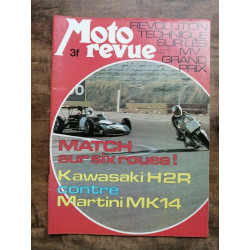 Moto
revue
3f
REVOLUTION
TECHNIQUE
SUR LES
MV
GRAND
PRIX
MATCH
sur six roues!
Kawasaki H2R
contre
Martini MK14